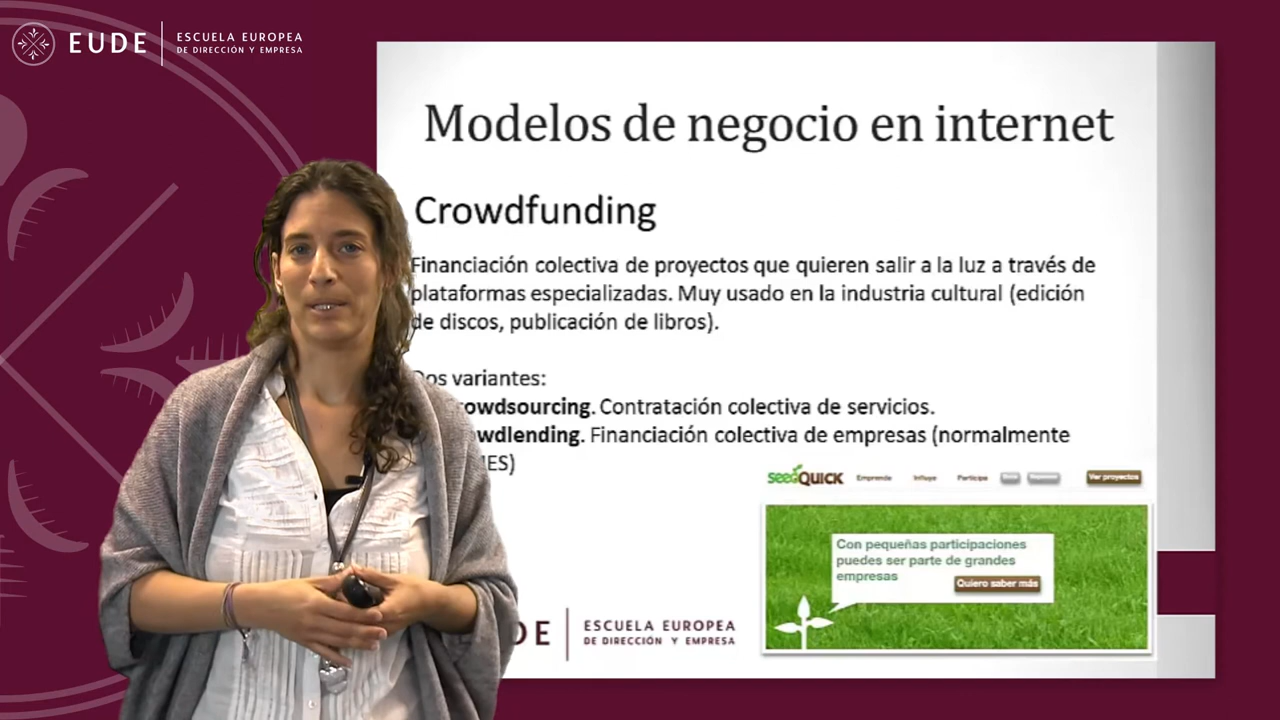 EUDE
ESCUELA EUROPEA
DE DIRECCIÓN Y EMPRESA
Modelos de negocio en internet
Crowdfunding
Financiación colectiva de proyectos que quieren salir a la luz a través de
plataformas especializadas. Muy usado en la industria cultural (edición
de discos, publicación de libros).
Dos variantes:
owdsourcing. Contratación colectiva de servicios.
wdlending. Financiación colectiva de empresas (normalmente
ES)
seedQUICK
Emprende Influye Participa
Ver proyectos
Con pequeñas participaciones
puedes ser parte de grandes
empresas
Quiero saber más
DE
ESCUELA EUROPEA
DE DIRECCIÓN Y EMPRESA